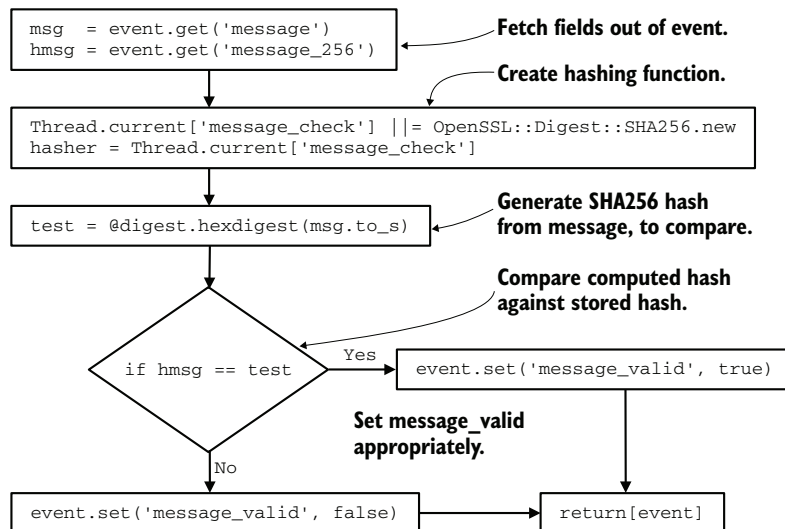 msg  = event.get('message')
hmsg = event.get('message_256')
Fetch fields out of event.
Create hashing function.
Thread.current['message_check'] ||= OpenSSL::Digest::SHA256.new
hasher = Thread.current['message_check']
Generate SHA256 hash
from message, to compare.
test = @digest.hexdigest(msg.to_s)
Compare computed hash
against stored hash.
if hmsg == test
Yes
event.set('message_valid', true)
Set message_valid
appropriately.
No
event.set('message_valid', false)
return[event]